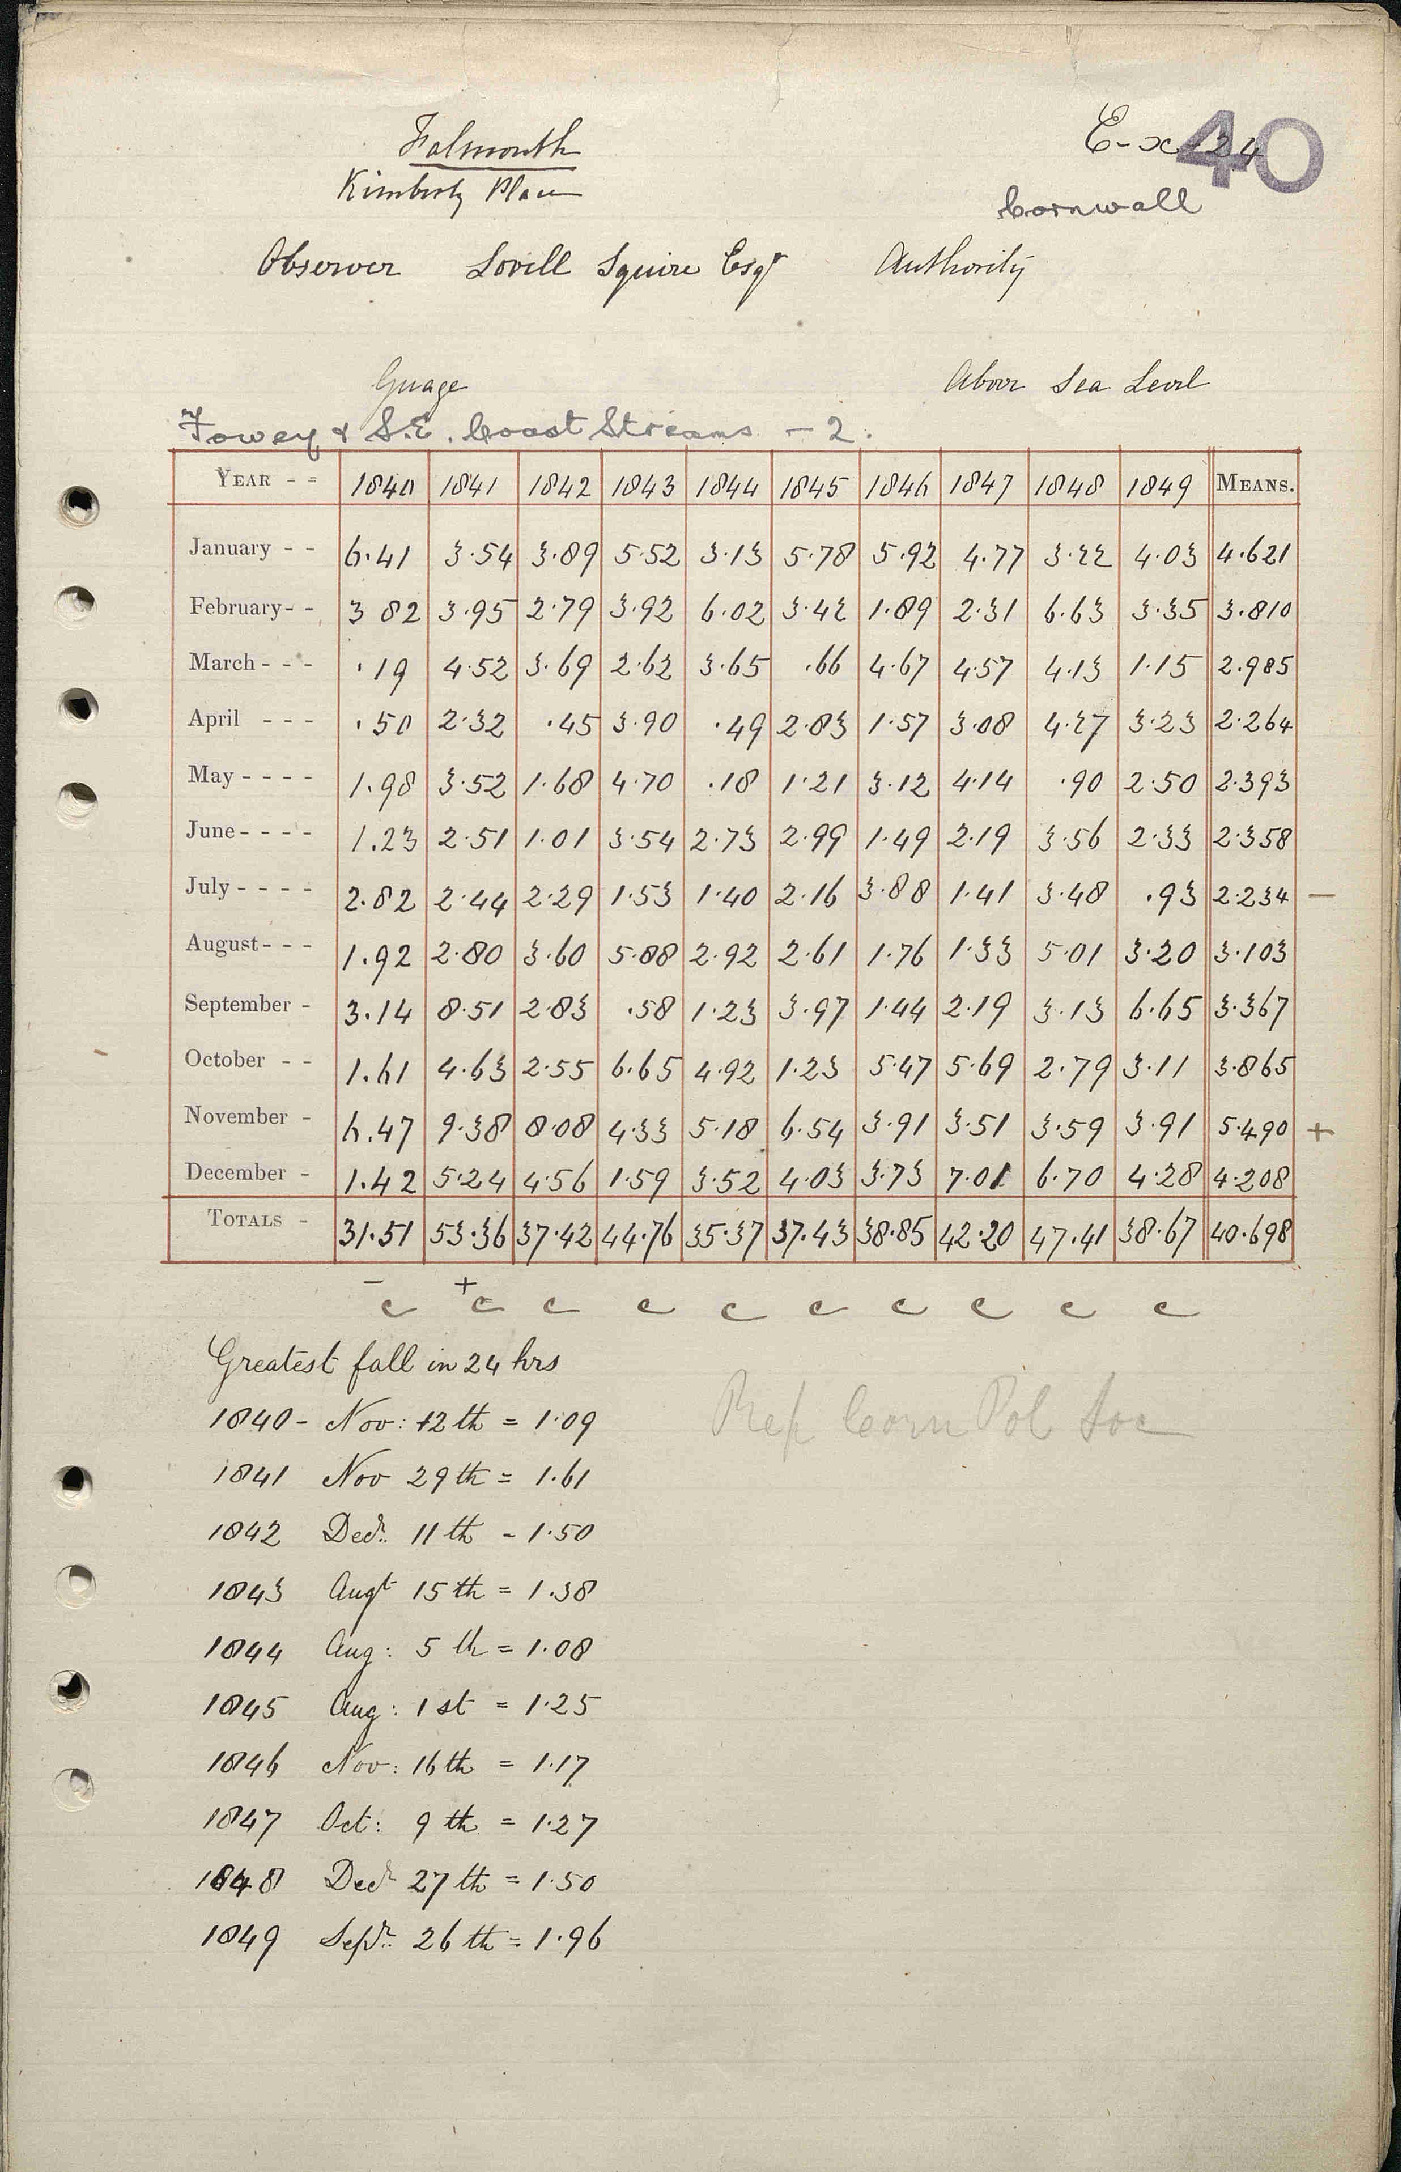 Falmouth
Kimberly Place
E-x 124
40
Cornwall
Observer Lovell Squire Esqr Authority
Guage Above Sea Level
Fowey & S.E. Coast Streams - 2.
YEAR - - 1840 1841 1842 1843 1844 1845 1846 1847 1848 1849 MEANS.
January - - 6.41 3.54 3.89 5.52 3.13 5.78 5.92 4.77 3.22 4.03 4.621
February - - 3 82 3.95 2.79 3.92 6.02 3.42 1.89 2.31 6.63 3.35 3.810
March - - - .19 4.52 3.69 2.62 3.65 .66 4.67 4.57 4.13 1.15 2.985
April - - - .50 2.32 .45 3.90 .49 2.83 1.57 3.08 4.27 3.23 2.264
May - - - - 1.98 3.52 1.68 4.70 .18 1.21 3.12 4.14 .90 2.50 2.393
June - - - - 1.23 2.51 1.01 3.54 2.73 2.99 1.49 2.19 3.56 2.33 2.358
July - - - - 2.82 2.44 2.29 1.53 1.40 2.16 3.88 1.41 3.48 .93 2.234 -
August - - - 1.92 2.80 3.60 5.88 2.92 2.61 1.76 1.33 5.01 3.20 3.103
September - 3.14 8.51 2.83 .58 1.23 3.97 1.44 2.19 3.13 6.65 3.367
October - - 1.61 4.63 2.55 6.65 4.92 1.23 5.47 5.69 2.79 3.11 3.865
November - 6.47 9.38 8.08 4.33 5.18 6.54 3.91 3.51 3.59 3.91 5.490 +
December - 1.42 5.24 4.56 1.59 3.52 4.03 3.73 7.01 6.70 4.28 4.208
TOTALS - 31.51 53.36 37.42 44.76 35.37 37.43 38.85 42.20 47.41 38.67 40.698
- +
c c c c c c c c c c
Greatest fall in 24 hrs
1840 - Nov: 12th = 1.09
Rep Corn Pol Soc
1841 Nov 29th = 1.61
1842 Decr. 11th - 1.50
1843 Augt 15th = 1.38
1844 Aug: 5th = 1.08
1845 Aug: 1st = 1.25
1846 Nov: 16th = 1.17
1847 Oct: 9th = 1.27
1848 Decr 27th = 1.50
1849 Sepr. 26th = 1.96